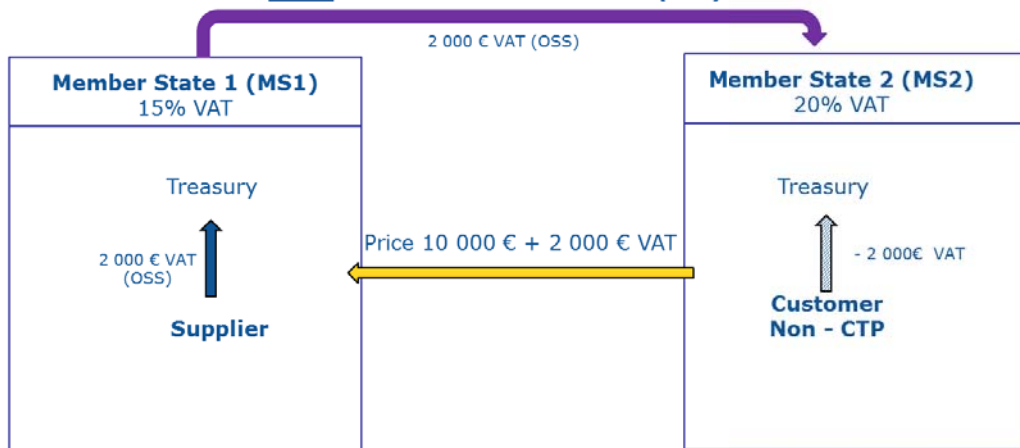 2 000 € VAT (OSS)
Member State 1 (MS1)
15% VAT
Member State 2 (MS2)
20% VAT
Treasury
2 000 € VAT
(OSS)
Supplier
Price 10 000 € + 2 000 € VAT
Treasury
- 2 000€ VAT
Customer
Non - CTP